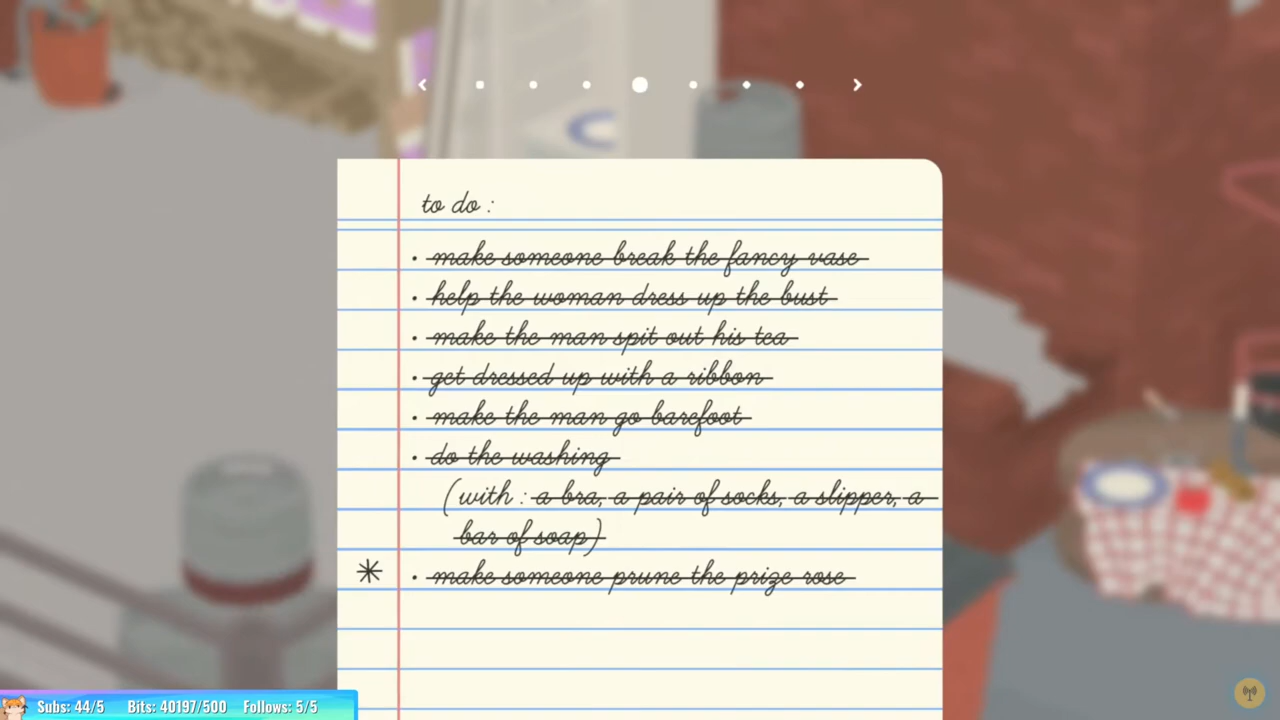 to do :
• make someone break the fancy vase
• help the woman dress up the bust
• make the man spit out his tea
• get dressed up with a ribbon
• make the man go barefoot
• do the washing
(with : a bra, a pair of socks, a slipper, a
bar of soap)
• make someone prune the prize rose
Subs: 44/5 Bits: 40197/500 Follows: 5/5